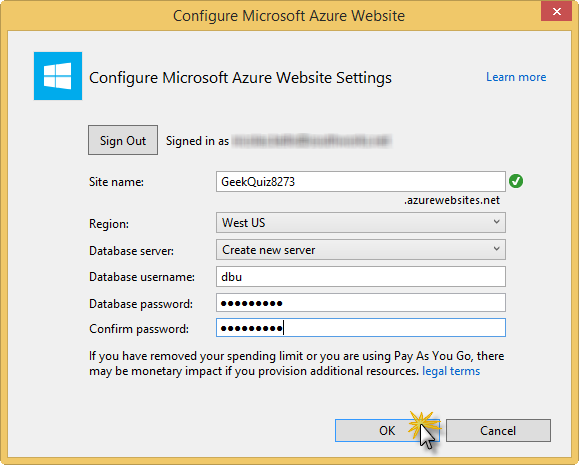 Configure Microsoft Azure Website
Configure Microsoft Azure Website Settings
Learn more
Sign Out
Signed in as
Site name:
GeekQuiz8273
.azurewebsites.net
Region:
West US
Database server:
Create new server
Database username:
dbu
Database password:
●●●●●●●●●
Confirm password:
●●●●●●●●●
If you have removed your spending limit or you are using Pay As You Go, there
may be monetary impact if you provision additional resources. legal terms
OK
Cancel